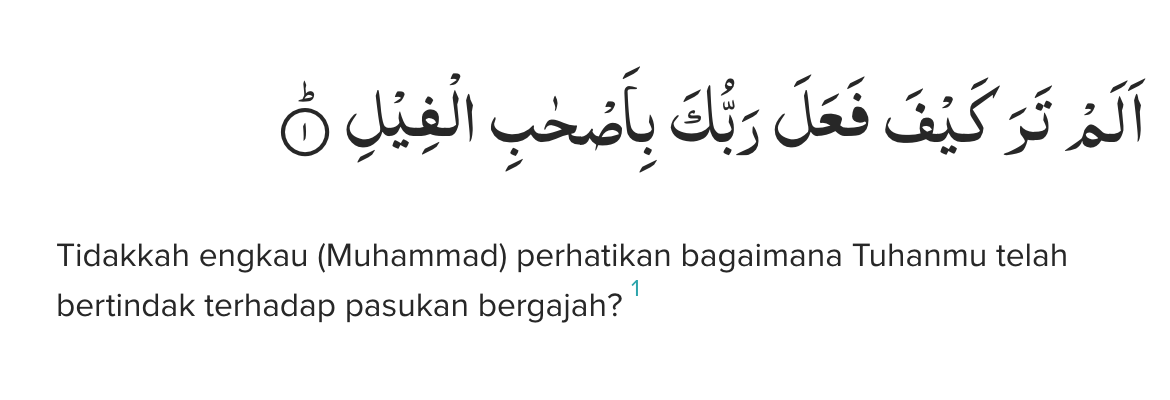 اَلَمْ تَرَ كَيْفَ فَعَلَ رَبُّكَ بِاَصْحٰبِ الْفِيْلِۗ ١
Tidakkah engkau (Muhammad) perhatikan bagaimana Tuhanmu telah
bertindak terhadap pasukan bergajah? 1